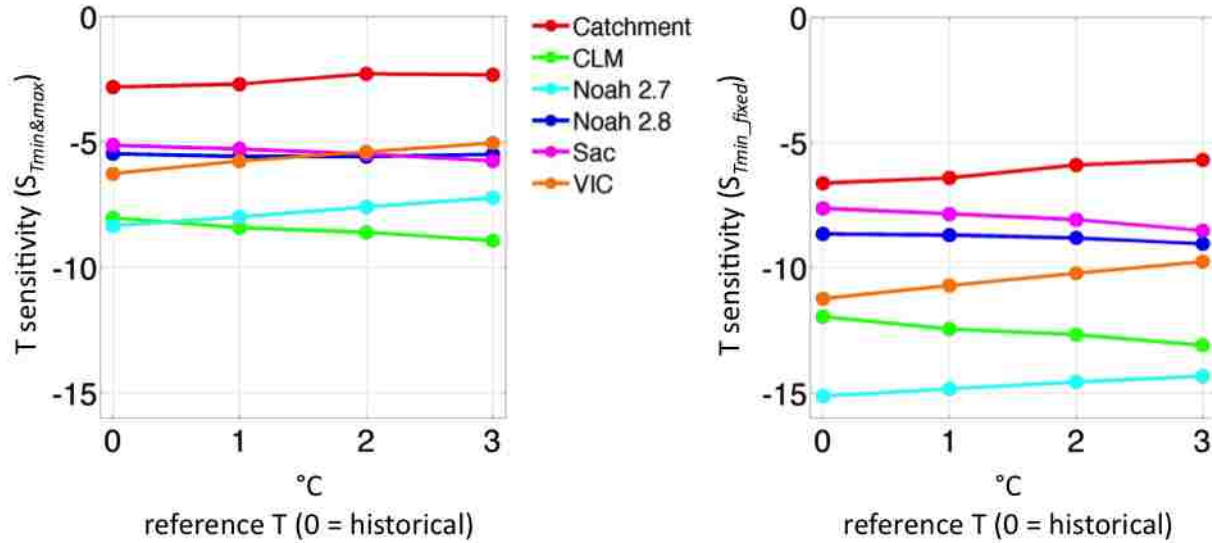 T sensitivity (S_Tmin&max)
0
-5
-10
-15
0 1 2 3
°C
reference T (0 = historical)
Catchment
CLM
Noah 2.7
Noah 2.8
Sac
VIC
T sensitivity (S_Tmin_fixed)
0
-5
-10
-15
0 1 2 3
°C
reference T (0 = historical)